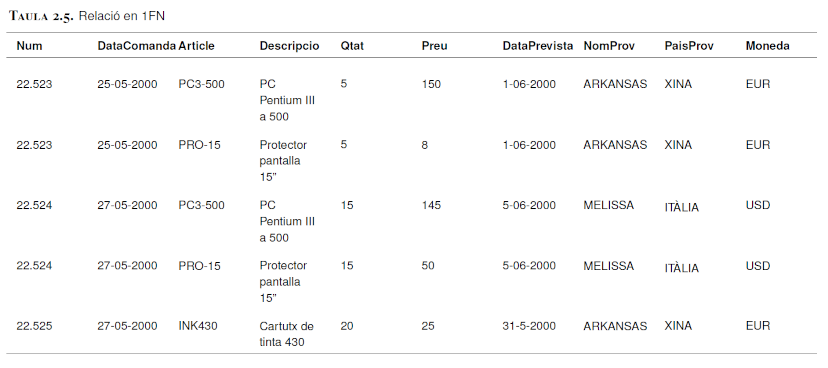 TAULA 2.5. Relació en 1FN
Num DataComanda Article Descripcio Qtat Preu DataPrevista NomProv PaisProv Moneda
22.523 25-05-2000 PC3-500 PC 5 150 1-06-2000 ARKANSAS XINA EUR
Pentium III
a 500
22.523 25-05-2000 PRO-15 Protector 5 8 1-06-2000 ARKANSAS XINA EUR
pantalla
15”
22.524 27-05-2000 PC3-500 PC 15 145 5-06-2000 MELISSA ITÀLIA USD
Pentium III
a 500
22.524 27-05-2000 PRO-15 Protector 15 50 5-06-2000 MELISSA ITÀLIA USD
pantalla
15”
22.525 27-05-2000 INK430 Cartutx de 20 25 31-5-2000 ARKANSAS XINA EUR
tinta 430